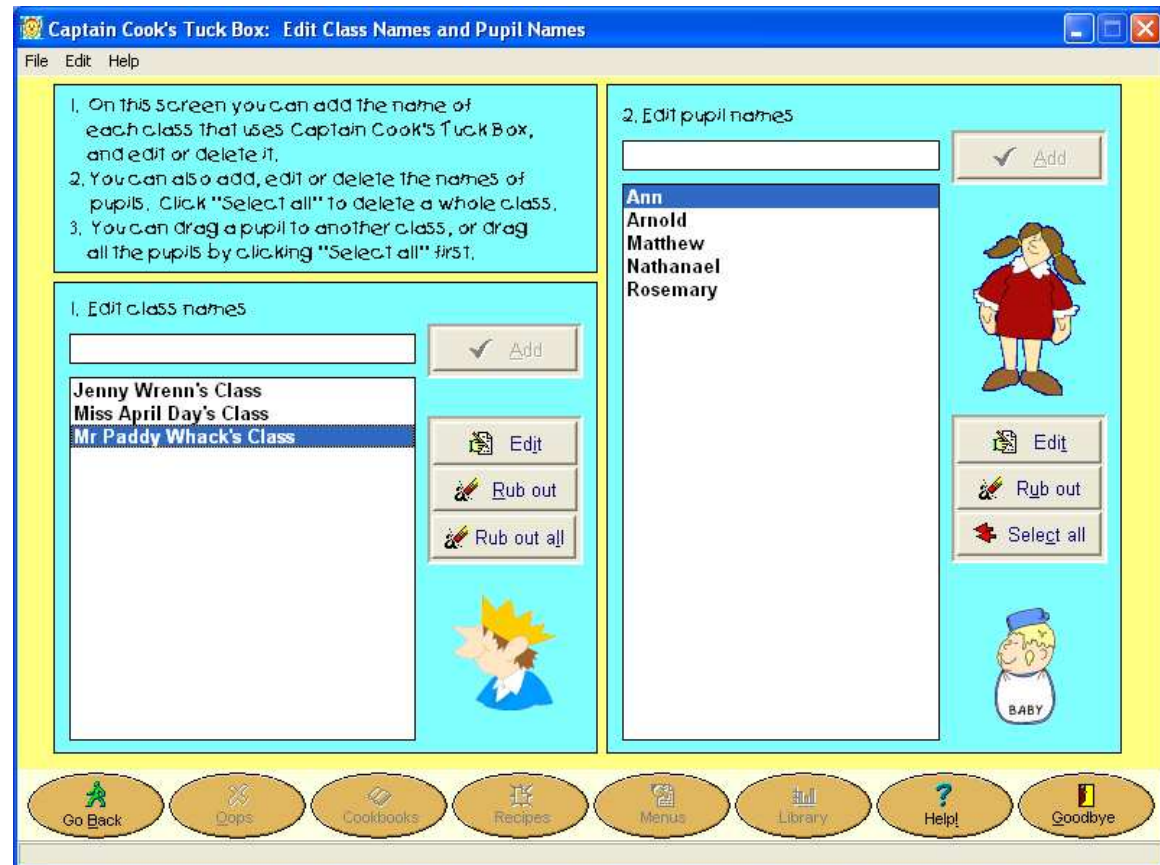 Captain Cook's Tuck Box: Edit Class Names and Pupil Names
File Edit Help
1. On this screen you can add the name of
each class that uses Captain Cook's Tuck Box,
and edit or delete it.
2. You can also add, edit or delete the names of
pupils. Click "Select all" to delete a whole class.
3. You can drag a pupil to another class, or drag
all the pupils by clicking "Select all" first.
1. Edit class names
Add
Jenny Wrenn's Class
Miss April Day's Class
Mr Paddy Whack's Class
Edit
Rub out
Rub out all
2. Edit pupil names
Add
Ann
Arnold
Matthew
Nathanael
Rosemary
Edit
Rub out
Select all
BABY
Go Back
Oops
Cookbooks
Recipes
Menus
Library
Help!
Goodbye